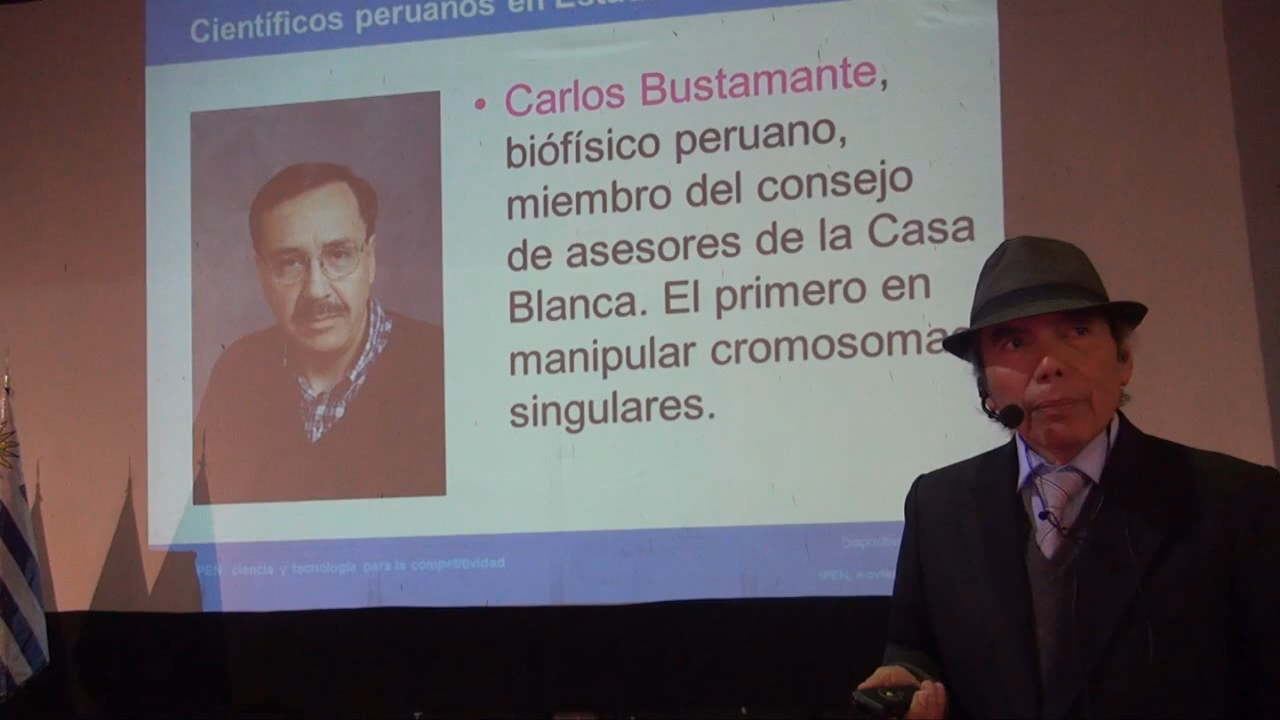 Científicos peruanos en
Carlos Bustamante,
biófísico peruano,
miembro del consejo
de asesores de la Casa
Blanca. El primero en
manipular cromosomas
singulares.
IPEN, ciencia y tecnología para la competitividad
IPEN,